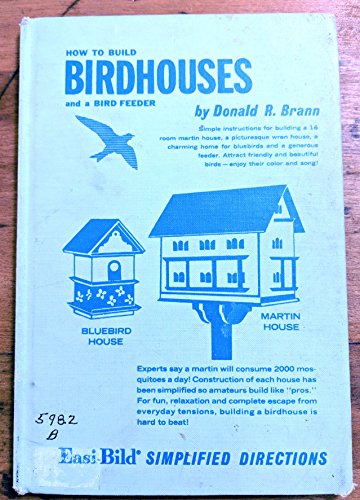 HOW TO BUILD
BIRDHOUSES
and a BIRD FEEDER
by Donald R. Brann
Simple instructions for building a 16
room martin house, a picturesque wren house, a
charming home for bluebirds and a generous
feeder. Attract friendly and beautiful
birds — enjoy their color and song!
BLUEBIRD
HOUSE
MARTIN
HOUSE
Experts say a martin will consume 2000 mos-
quitoes a day! Construction of each house has
been simplified so amateurs build like "pros."
For fun, relaxation and complete escape from
everyday tensions, building a birdhouse is
hard to beat!
5982
B
Easi-Bild® SIMPLIFIED DIRECTIONS